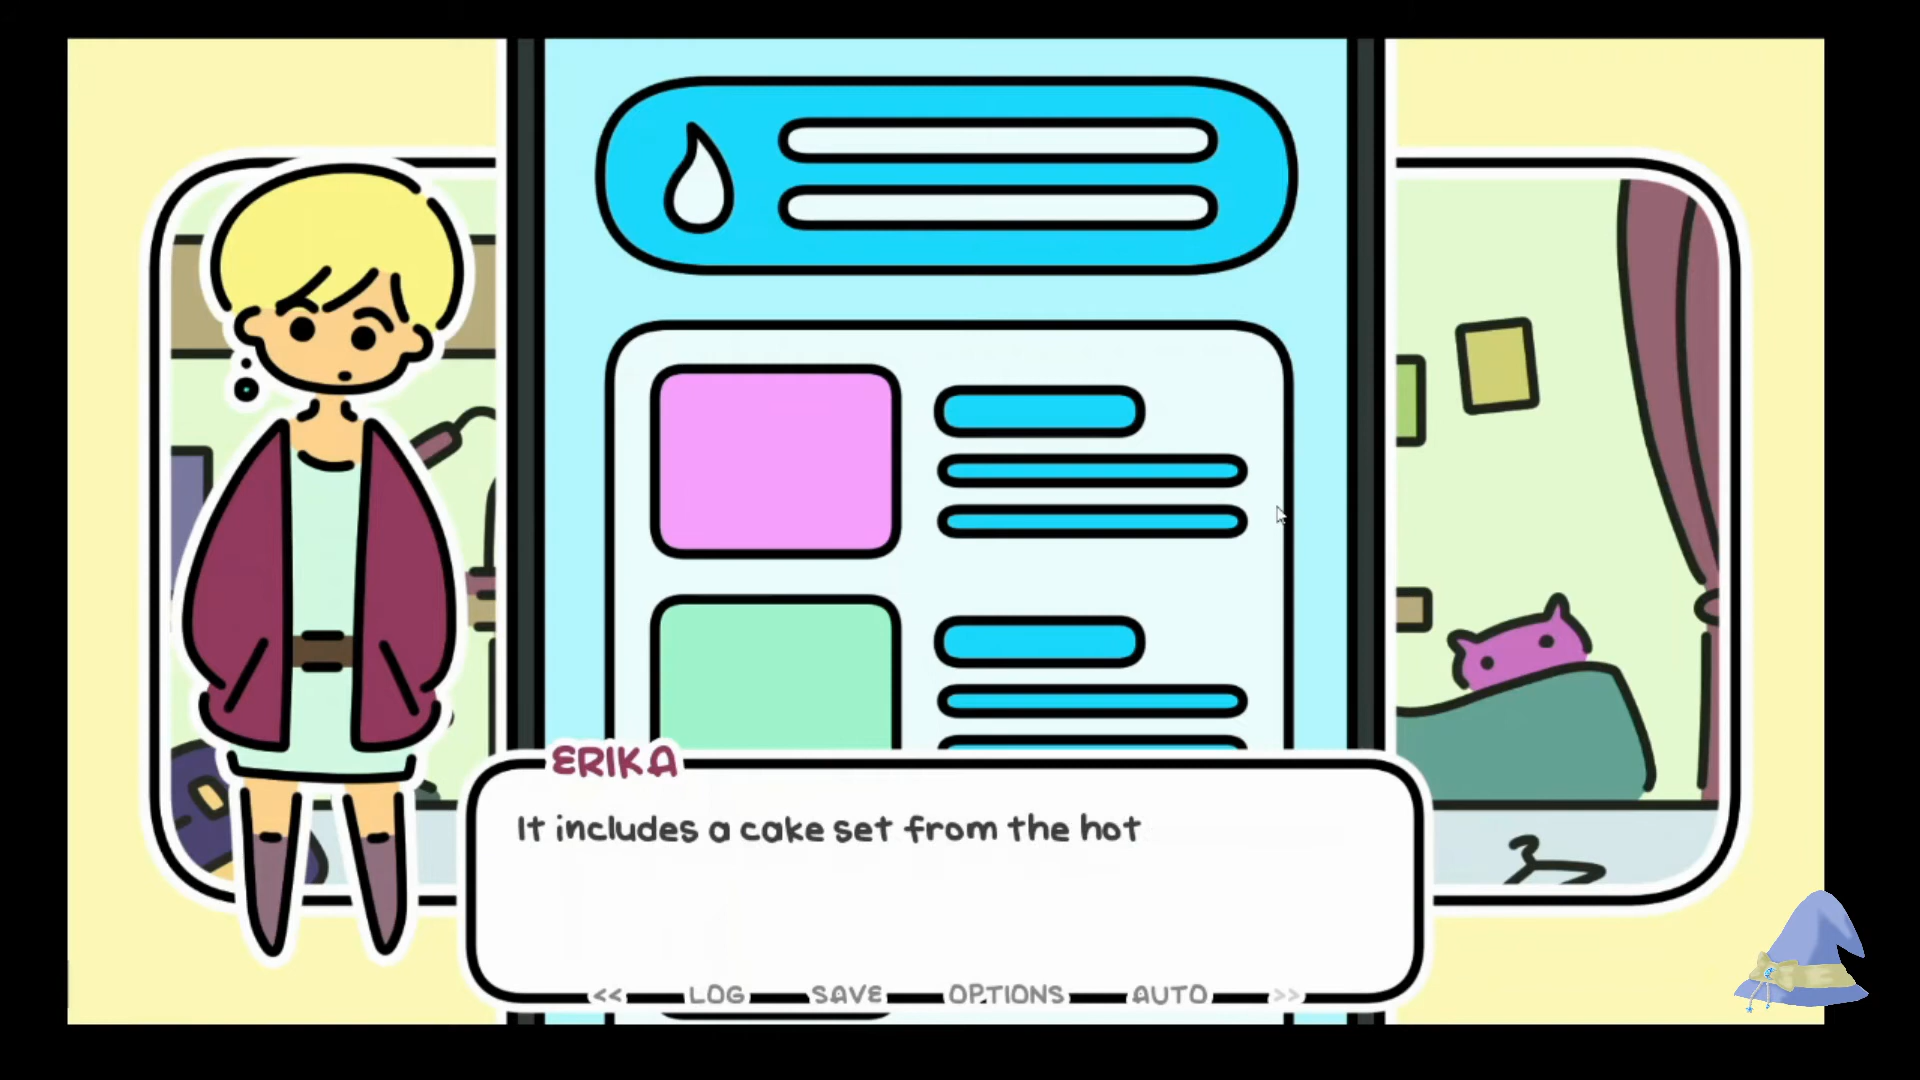 ERIKA
It includes a cake set from the hot
<< LOG SAVE OPTIONS AUTO >>